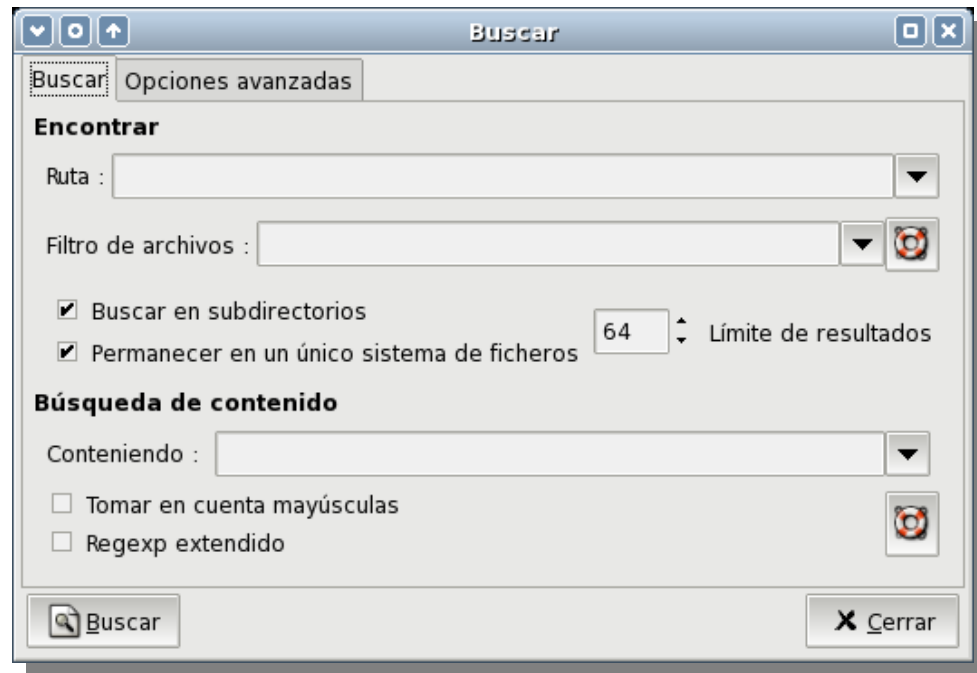 Buscar
Buscar Opciones avanzadas
Encontrar
Ruta :
Filtro de archivos :
Buscar en subdirectorios
Permanecer en un único sistema de ficheros
64 Límite de resultados
Búsqueda de contenido
Conteniendo :
Tomar en cuenta mayúsculas
Regexp extendido
Buscar Cerrar